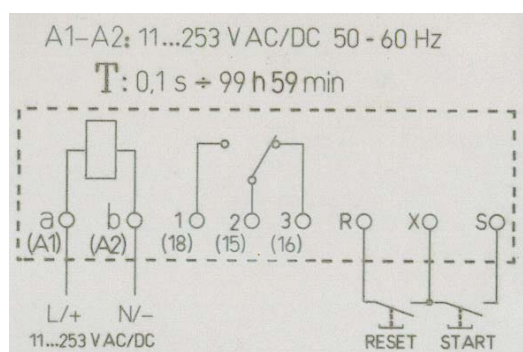 A1-A2: 11...253 V AC/DC 50-60 Hz
T: 0,1 s ÷ 99 h 59 min
a b 1 2 3 R X S
(A1) (A2) (18) (15) (16)
L/+ N/-
11...253 V AC/DC RESET START